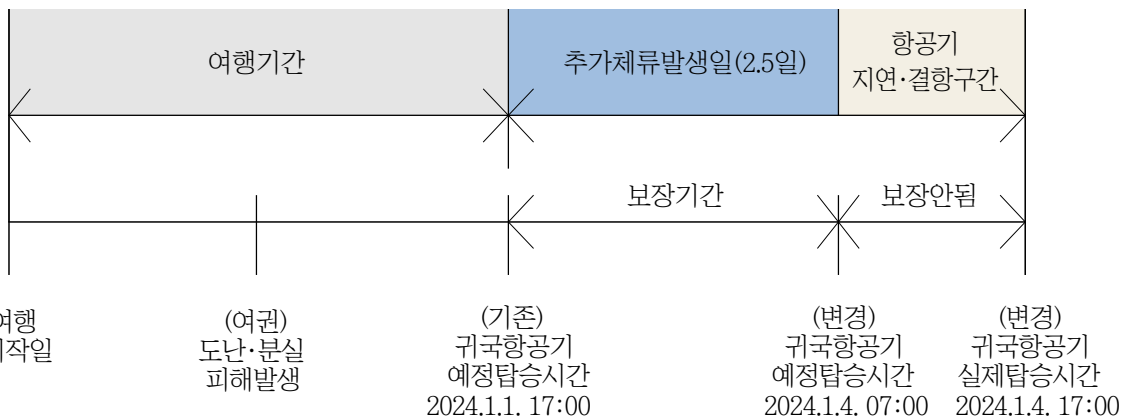 여행기간
추가체류발생일(2.5일)
항공기
지연·결항구간
보장기간
보장안됨
여행
시작일
(여권)
도난·분실
피해발생
(기존)
귀국항공기
예정탑승시간
2024.1.1. 17:00
(변경)
귀국항공기
예정탑승시간
2024.1.4. 07:00
(변경)
귀국항공기
실제탑승시간
2024.1.4. 17:00